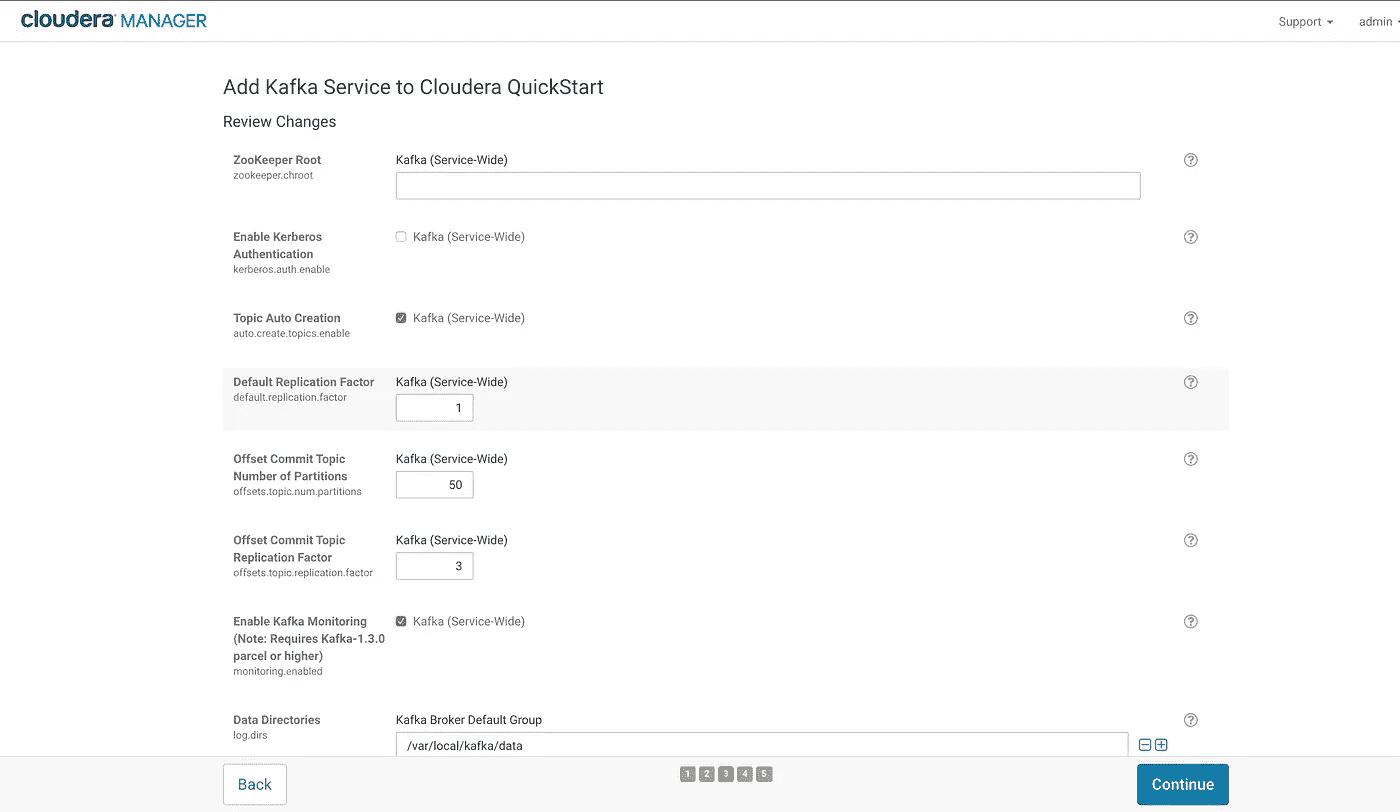 cloudera MANAGER
Support
admin
Add Kafka Service to Cloudera QuickStart
Review Changes
ZooKeeper Root
zookeeper.chroot
Kafka (Service-Wide)
Enable Kerberos
Authentication
kerberos.auth.enable
Kafka (Service-Wide)
Topic Auto Creation
auto.create.topics.enable
Kafka (Service-Wide)
Default Replication Factor
default.replication.factor
Kafka (Service-Wide)
1
Offset Commit Topic
Number of Partitions
offsets.topic.num.partitions
Kafka (Service-Wide)
50
Offset Commit Topic
Replication Factor
offsets.topic.replication.factor
Kafka (Service-Wide)
3
Enable Kafka Monitoring
(Note: Requires Kafka-1.3.0
parcel or higher)
monitoring.enabled
Kafka (Service-Wide)
Data Directories
log.dirs
Kafka Broker Default Group
/var/local/kafka/data
Back
1 2 3 4 5
Continue